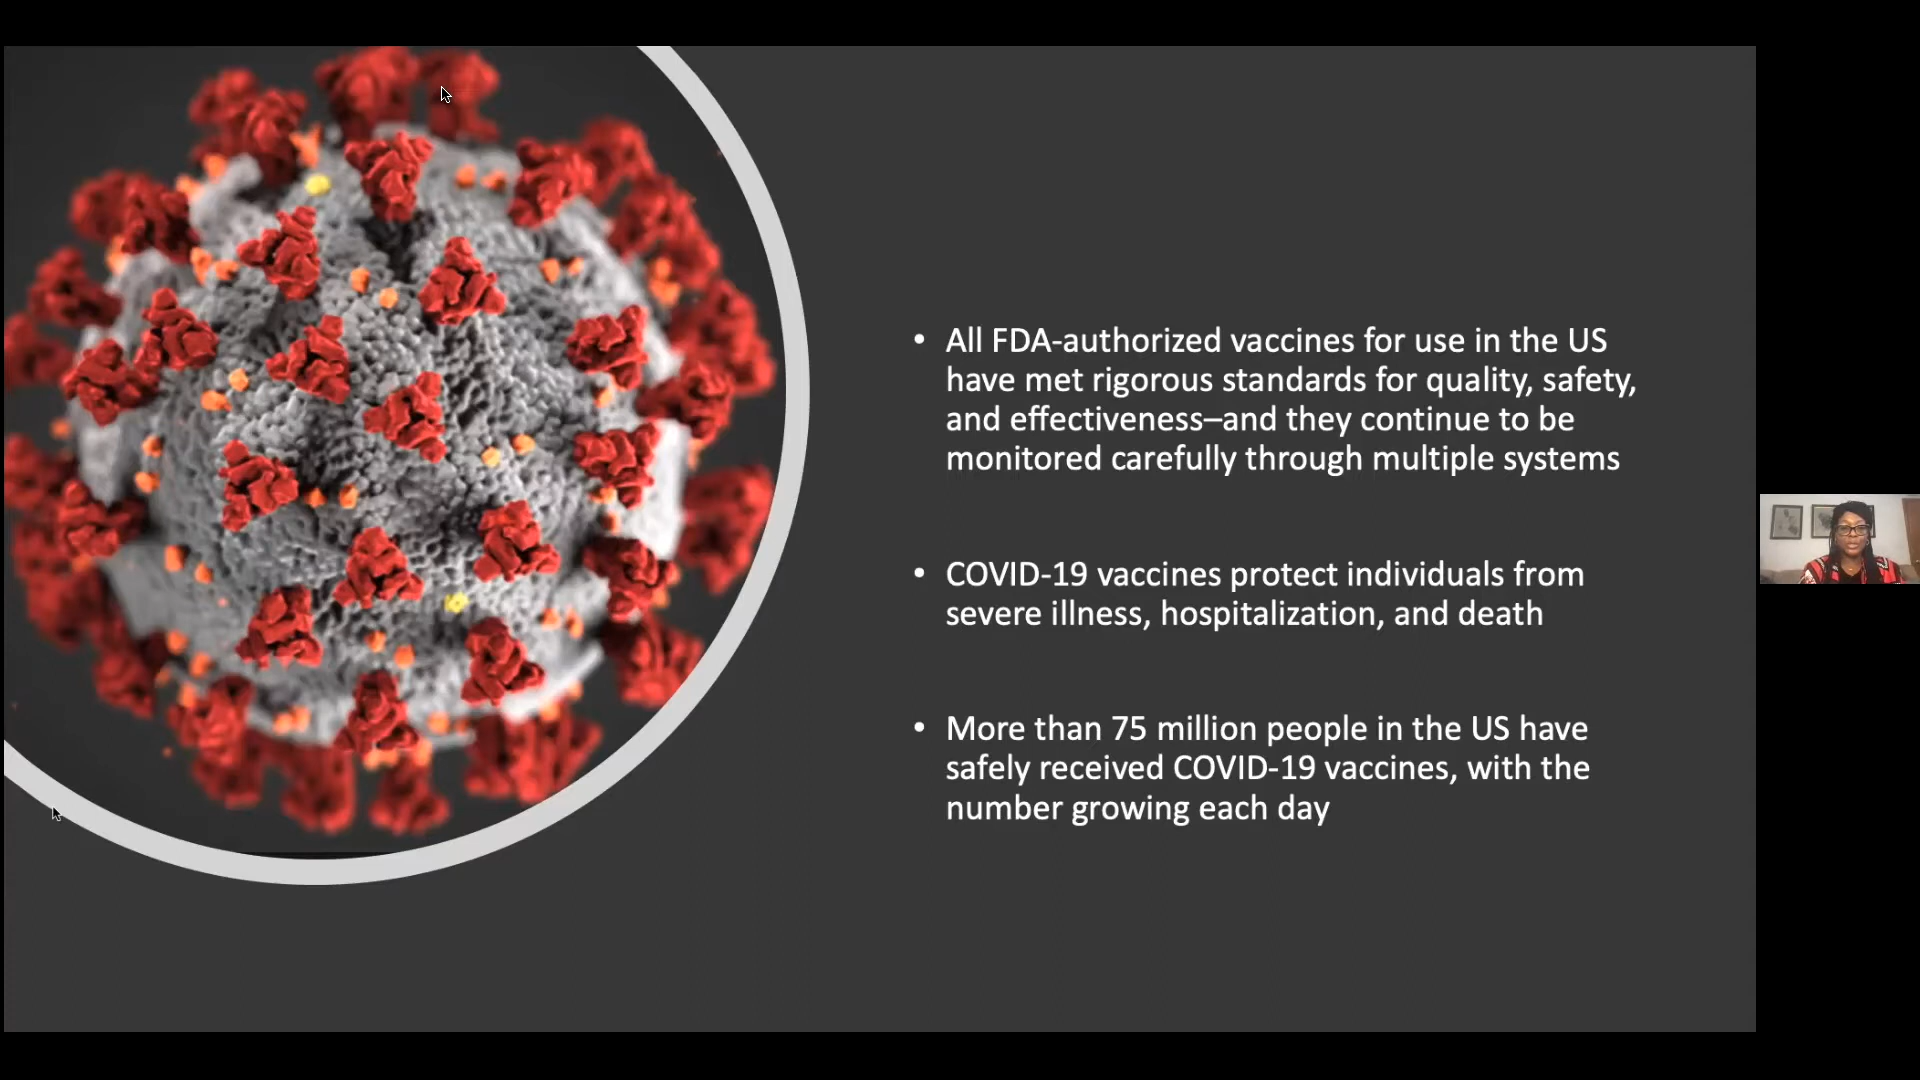 • All FDA-authorized vaccines for use in the US
have met rigorous standards for quality, safety,
and effectiveness–and they continue to be
monitored carefully through multiple systems
• COVID-19 vaccines protect individuals from
severe illness, hospitalization, and death
• More than 75 million people in the US have
safely received COVID-19 vaccines, with the
number growing each day